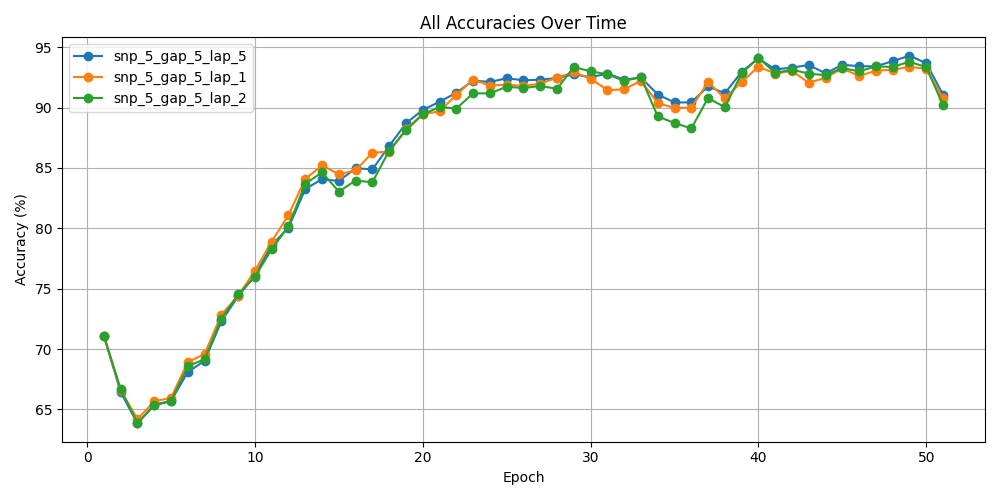 All Accuracies Over Time
snp_5_gap_5_lap_5
snp_5_gap_5_lap_1
snp_5_gap_5_lap_2
Accuracy (%)
95
90
85
80
75
70
65
0 10 20 30 40 50
Epoch